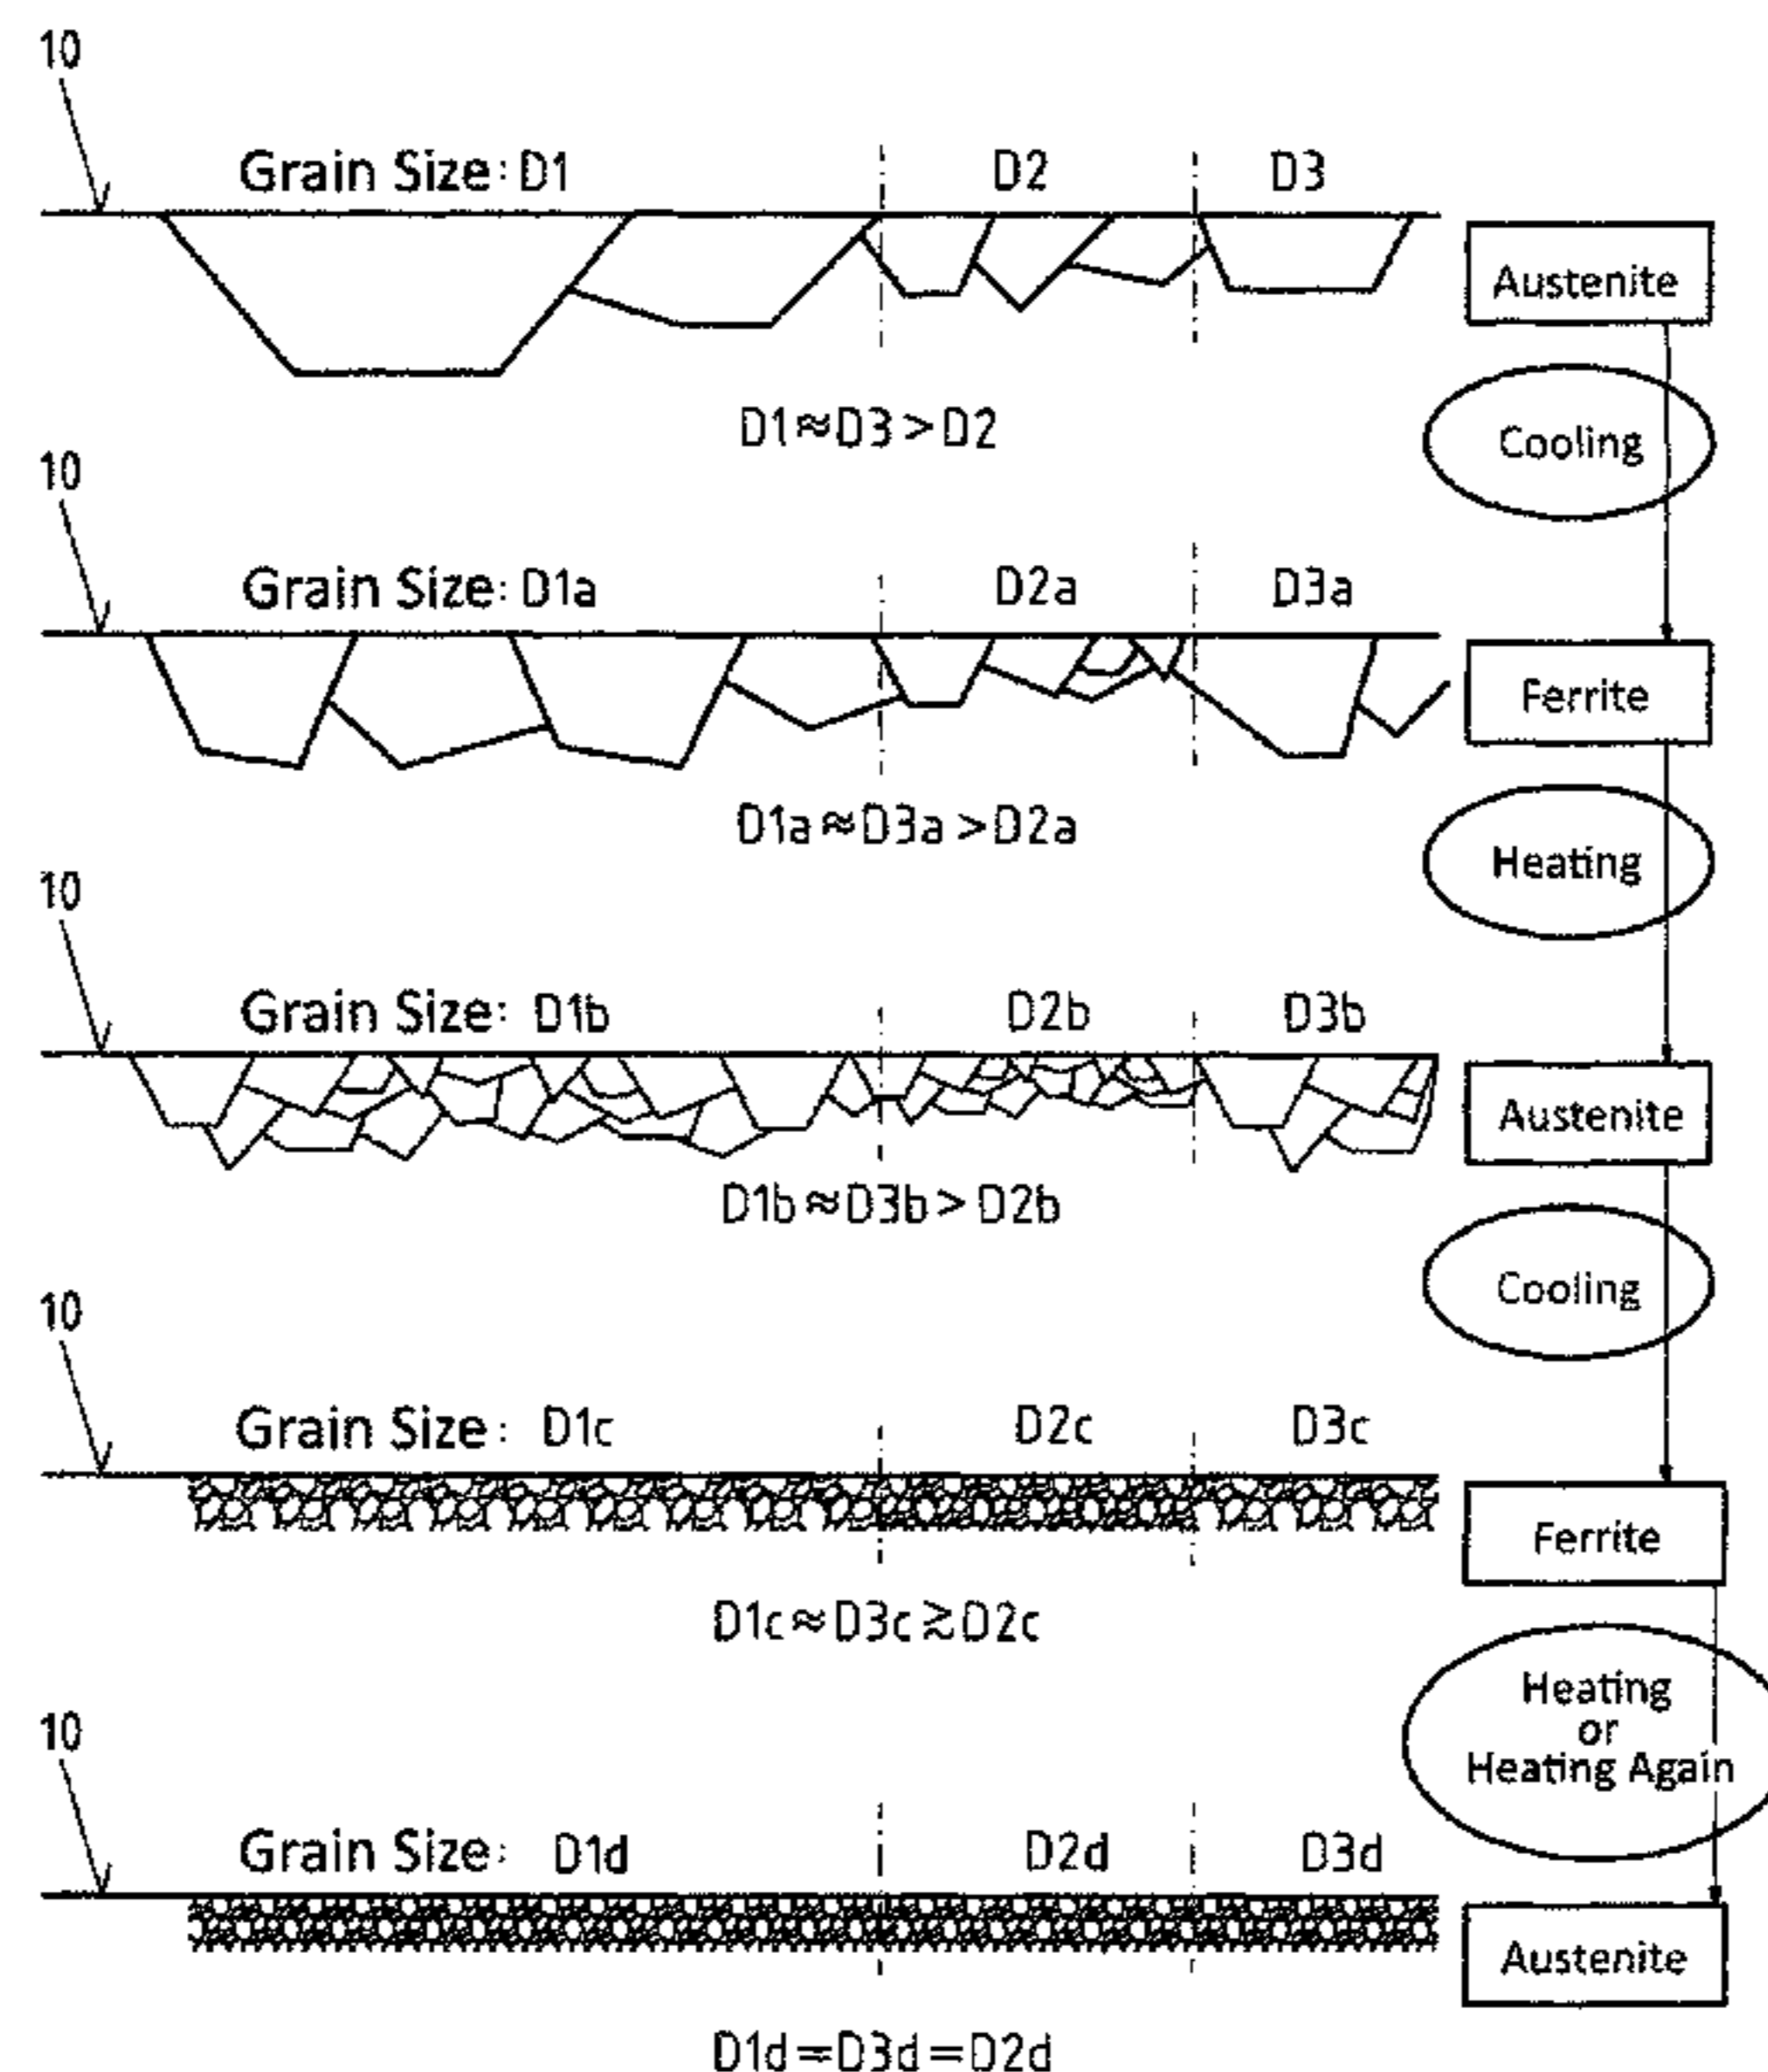 10
Grain Size: D1 D2 D3
Austenite
D1≈D3>D2
Cooling
10
Grain Size: D1a D2a D3a
Ferrite
D1a≈D3a>D2a
Heating
10
Grain Size: D1b D2b D3b
Austenite
D1b≈D3b>D2b
Cooling
10
Grain Size: D1c D2c D3c
Ferrite
D1c≈D3c≳D2c
Heating
or
Heating Again
10
Grain Size: D1d D2d D3d
Austenite
D1d=D3d=D2d